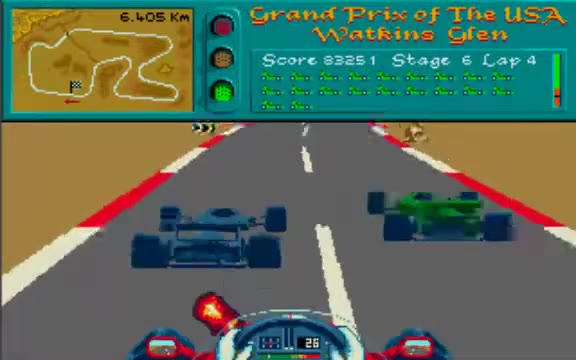 6.405 Km
Grand Prix of The USA
Watkins Glen
Score 83251 Stage 6 Lap 4
26